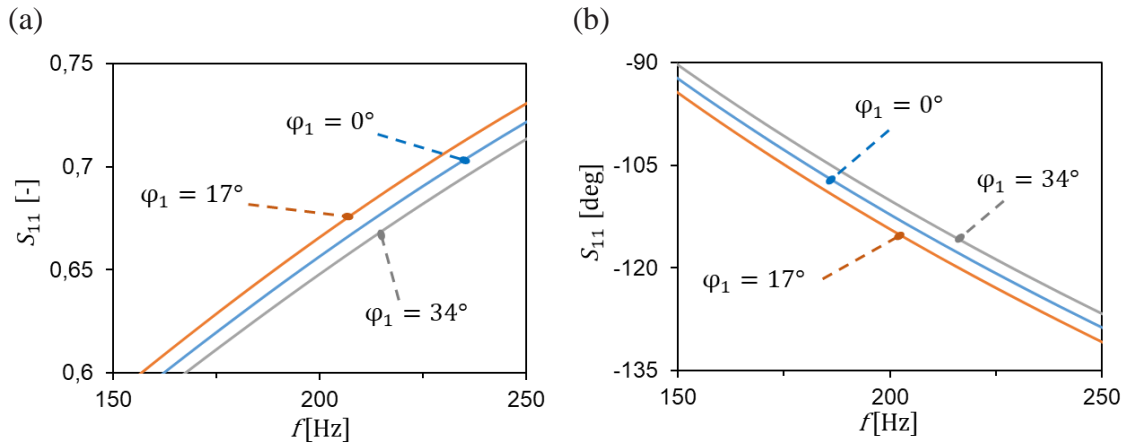 (a)
0,75
0,7
0,65
0,6
S₁₁ [-]
φ₁ = 0°
φ₁ = 17°
φ₁ = 34°
150
200
250
f[Hz]
(b)
-90
-105
-120
-135
S₁₁ [deg]
φ₁ = 0°
φ₁ = 34°
φ₁ = 17°
150
200
250
f[Hz]